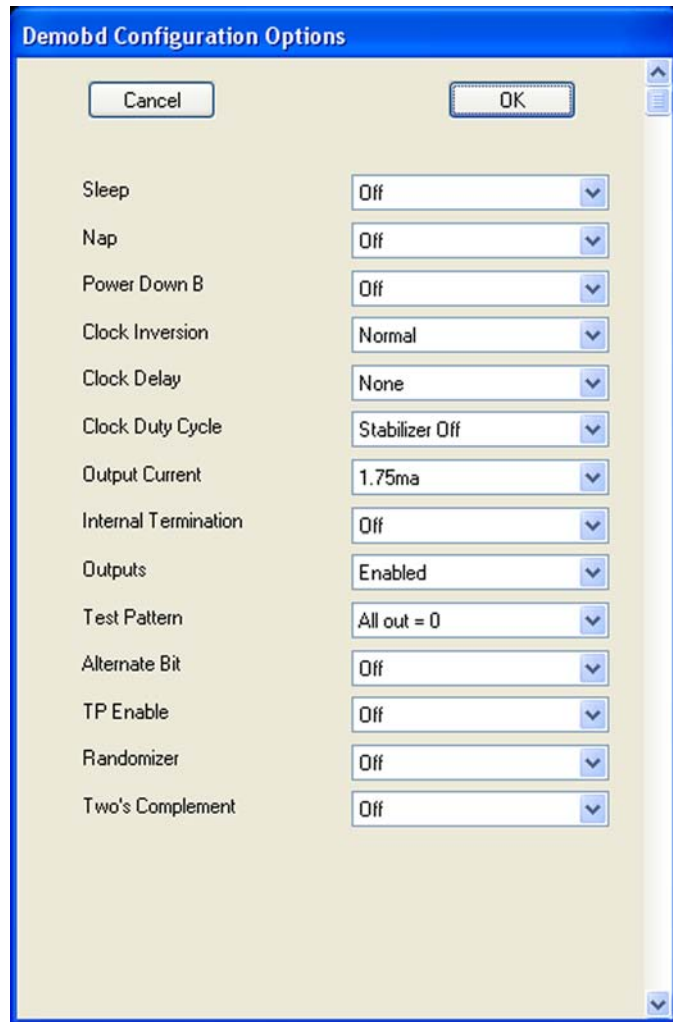 Demobd Configuration Options
Cancel OK
Sleep Off
Nap Off
Power Down B Off
Clock Inversion Normal
Clock Delay None
Clock Duty Cycle Stabilizer Off
Output Current 1.75ma
Internal Termination Off
Outputs Enabled
Test Pattern All out = 0
Alternate Bit Off
TP Enable Off
Randomizer Off
Two's Complement Off